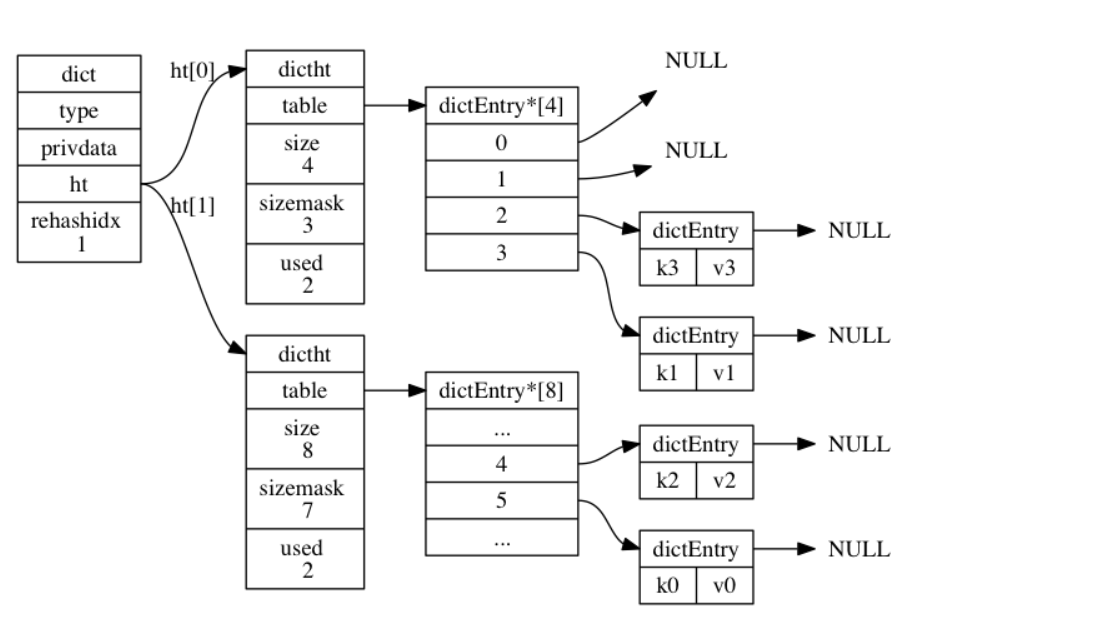 dict
type
privdata
ht
rehashidx
1
ht[0]
ht[1]
dictht
table
size
4
sizemask
3
used
2
dictEntry*[4]
0
1
2
3
NULL
NULL
dictEntry
k3 v3
NULL
dictEntry
k1 v1
NULL
dictht
table
size
8
sizemask
7
used
2
dictEntry*[8]
...
4
5
...
dictEntry
k2 v2
NULL
dictEntry
k0 v0
NULL